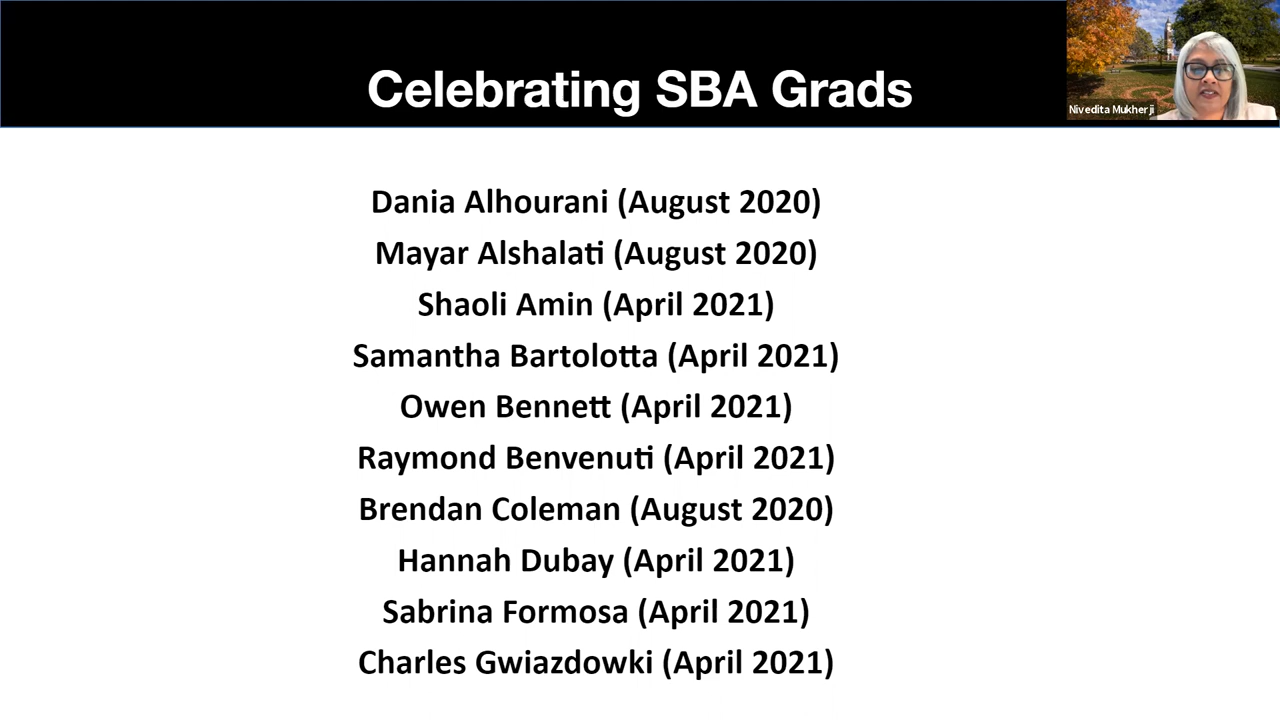 Celebrating SBA Grads
Nivedita Mukherji
Dania Alhourani (August 2020)
Mayar Alshalati (August 2020)
Shaoli Amin (April 2021)
Samantha Bartolotta (April 2021)
Owen Bennett (April 2021)
Raymond Benvenuti (April 2021)
Brendan Coleman (August 2020)
Hannah Dubay (April 2021)
Sabrina Formosa (April 2021)
Charles Gwiazdowki (April 2021)